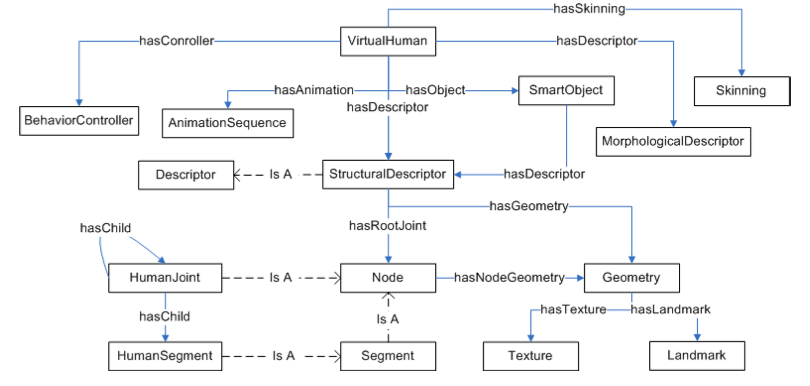 hasSkinning
hasConroller
VirtualHuman
hasDescriptor
hasAnimation
hasObject
SmartObject
Skinning
hasDescriptor
BehaviorController
AnimationSequence
MorphologicalDescriptor
Descriptor
Is A
StructuralDescriptor
hasDescriptor
hasGeometry
hasRootJoint
hasChild
HumanJoint
Is A
Node
hasNodeGeometry
Geometry
hasChild
Is A
hasTexture
hasLandmark
HumanSegment
Is A
Segment
Texture
Landmark